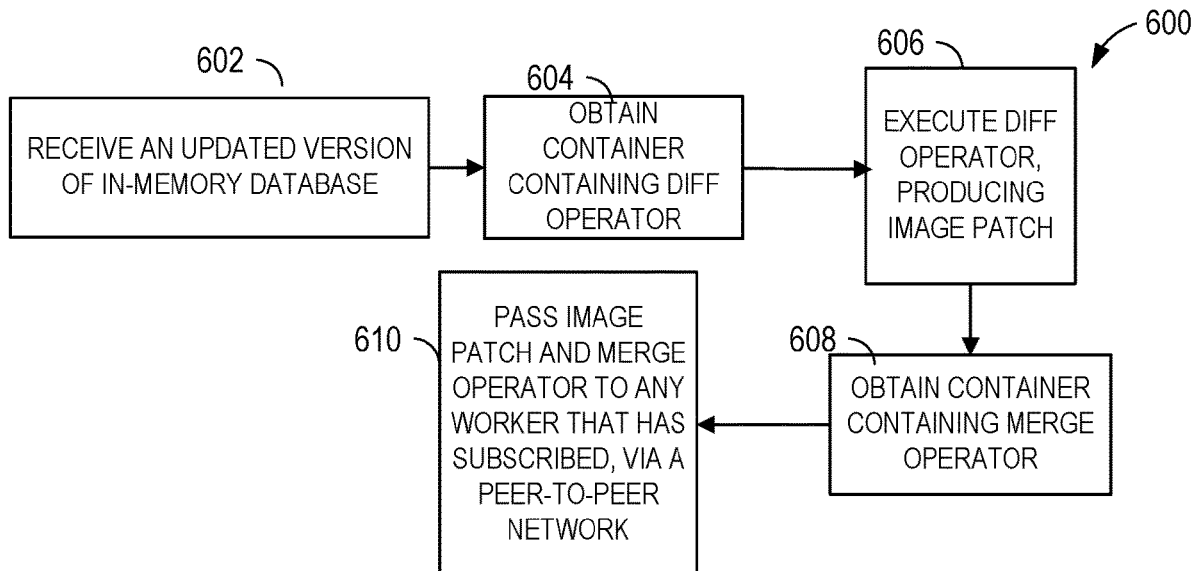 600
602
RECEIVE AN UPDATED VERSION
OF IN-MEMORY DATABASE
604
OBTAIN
CONTAINER
CONTAINING DIFF
OPERATOR
606
EXECUTE DIFF
OPERATOR,
PRODUCING
IMAGE PATCH
608
OBTAIN CONTAINER
CONTAINING MERGE
OPERATOR
610
PASS IMAGE
PATCH AND MERGE
OPERATOR TO ANY
WORKER THAT HAS
SUBSCRIBED, VIA A
PEER-TO-PEER
NETWORK